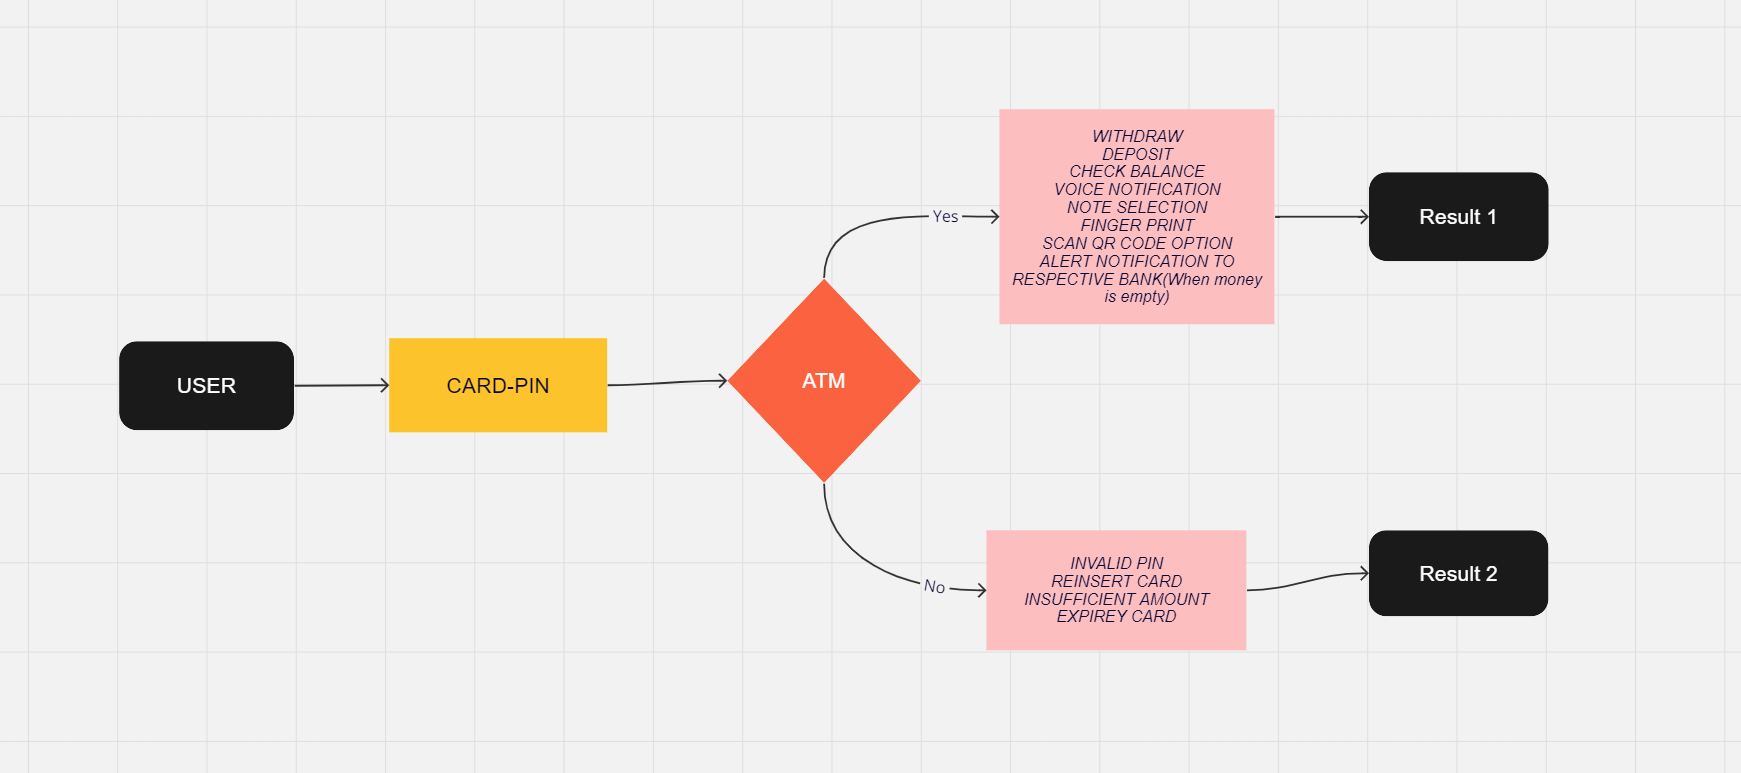 USER
CARD-PIN
ATM
Yes
WITHDRAW
DEPOSIT
CHECK BALANCE
VOICE NOTIFICATION
NOTE SELECTION
FINGER PRINT
SCAN QR CODE OPTION
ALERT NOTIFICATION TO
RESPECTIVE BANK(When money
is empty)
Result 1
No
INVALID PIN
REINSERT CARD
INSUFFICIENT AMOUNT
EXPIREY CARD
Result 2